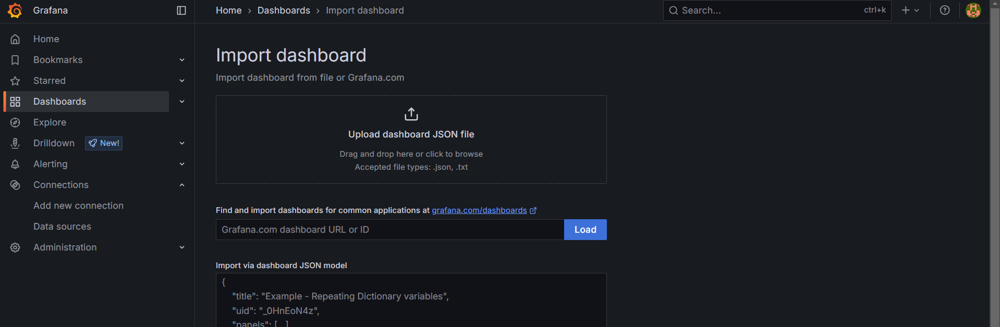 Grafana
Home › Dashboards › Import dashboard
Search...
ctrl+k
Home
Bookmarks
Starred
Dashboards
Explore
Drilldown
New!
Alerting
Connections
Add new connection
Data sources
Administration
Import dashboard
Import dashboard from file or Grafana.com
Upload dashboard JSON file
Drag and drop here or click to browse
Accepted file types: .json, .txt
Find and import dashboards for common applications at grafana.com/dashboards
Grafana.com dashboard URL or ID
Load
Import via dashboard JSON model
{
"title": "Example - Repeating Dictionary variables",
"uid": "_0HnEoN4z",
"panels": [...]